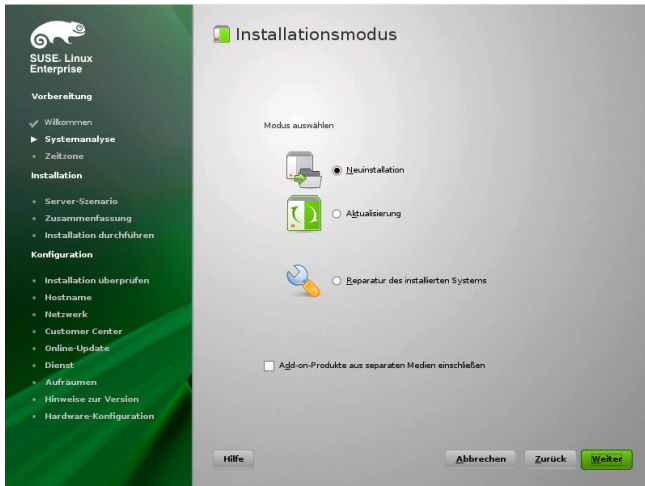 SUSE. Linux
Enterprise
Vorbereitung
Willkommen
Systemanalyse
Zeitzone
Installation
Server-Szenario
Zusammenfassung
Installation durchführen
Konfiguration
Installation überprüfen
Hostname
Netzwerk
Customer Center
Online-Update
Dienst
Aufräumen
Hinweise zur Version
Hardware-Konfiguration
Installationsmodus
Modus auswählen
Neuinstallation
Aktualisierung
Reparatur des installierten Systems
Add-on-Produkte aus separaten Medien einschließen
Hilfe
Abbrechen
Zurück
Weiter